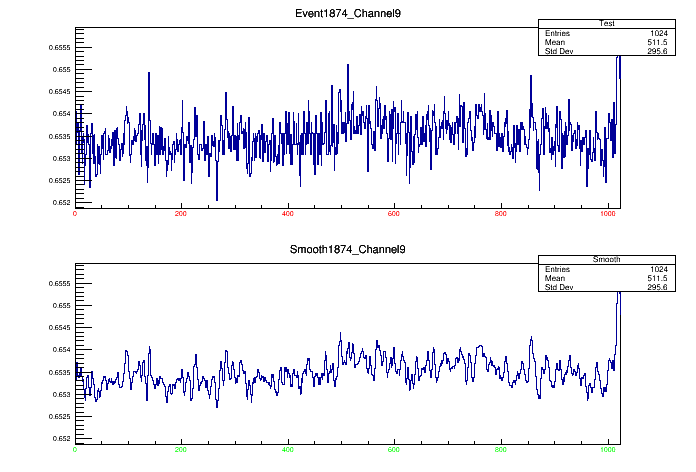 Event1874_Channel9
Test
Entries 1024
Mean 511.5
Std Dev 295.6
0.6555
0.655
0.6545
0.654
0.6535
0.653
0.6525
0.652
0 200 400 600 800 1000
Smooth1874_Channel9
Smooth
Entries 1024
Mean 511.5
Std Dev 295.6
0.6555
0.655
0.6545
0.654
0.6535
0.653
0.6525
0.652
0 200 400 600 800 1000